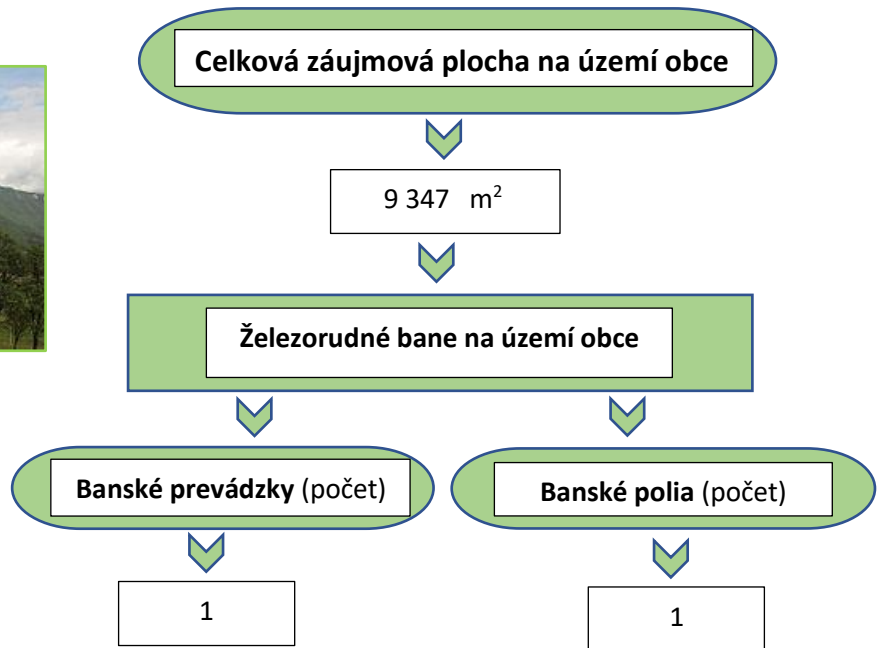 Celková záujmová plocha na území obce
9 347 m²
Železorudné bane na území obce
Banské prevádzky (počet)
Banské polia (počet)
1
1